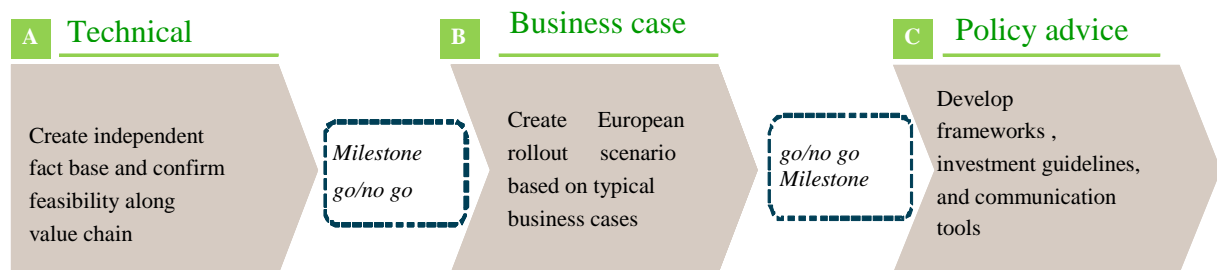 A Technical
Create independent
fact base and confirm
feasibility along
value chain
Milestone
go/no go
B Business case
Create European
rollout scenario
based on typical
business cases
go/no go
Milestone
C Policy advice
Develop
frameworks ,
investment guidelines,
and communication
tools